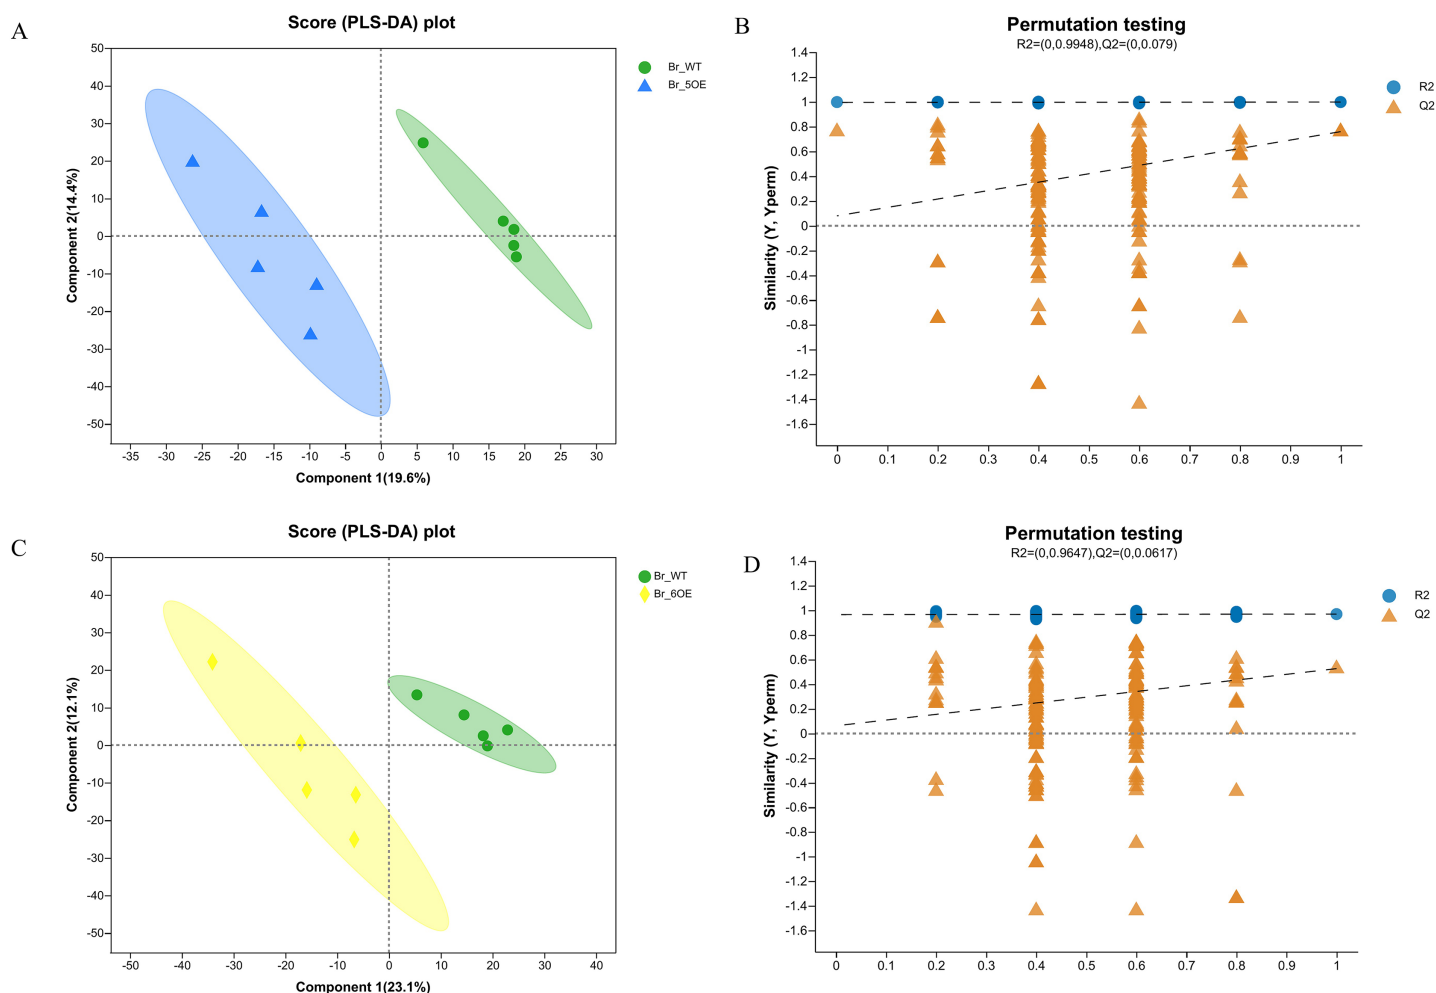 A
Score (PLS-DA) plot
Br_WT
Br_5OE
Component 2(14.4%)
50
40
30
20
10
0
-10
-20
-30
-40
-50
-35 -30 -25 -20 -15 -10 -5 0 5 10 15 20 25 30
Component 1(19.6%)
B
Permutation testing
R2=(0,0.9948),Q2=(0,0.079)
R2
Q2
Similarity (Y, Yperm)
1.4
1.2
1
0.8
0.6
0.4
0.2
0
-0.2
-0.4
-0.6
-0.8
-1
-1.2
-1.4
-1.6
0 0.1 0.2 0.3 0.4 0.5 0.6 0.7 0.8 0.9 1
C
Score (PLS-DA) plot
Br_WT
Br_6OE
Component 2(12.1%)
50
40
30
20
10
0
-10
-20
-30
-40
-50
-50 -40 -30 -20 -10 0 10 20 30 40
Component 1(23.1%)
D
Permutation testing
R2=(0,0.9647),Q2=(0,0.0617)
R2
Q2
Similarity (Y, Yperm)
1.4
1.2
1
0.8
0.6
0.4
0.2
0
-0.2
-0.4
-0.6
-0.8
-1
-1.2
-1.4
-1.6
0 0.1 0.2 0.3 0.4 0.5 0.6 0.7 0.8 0.9 1